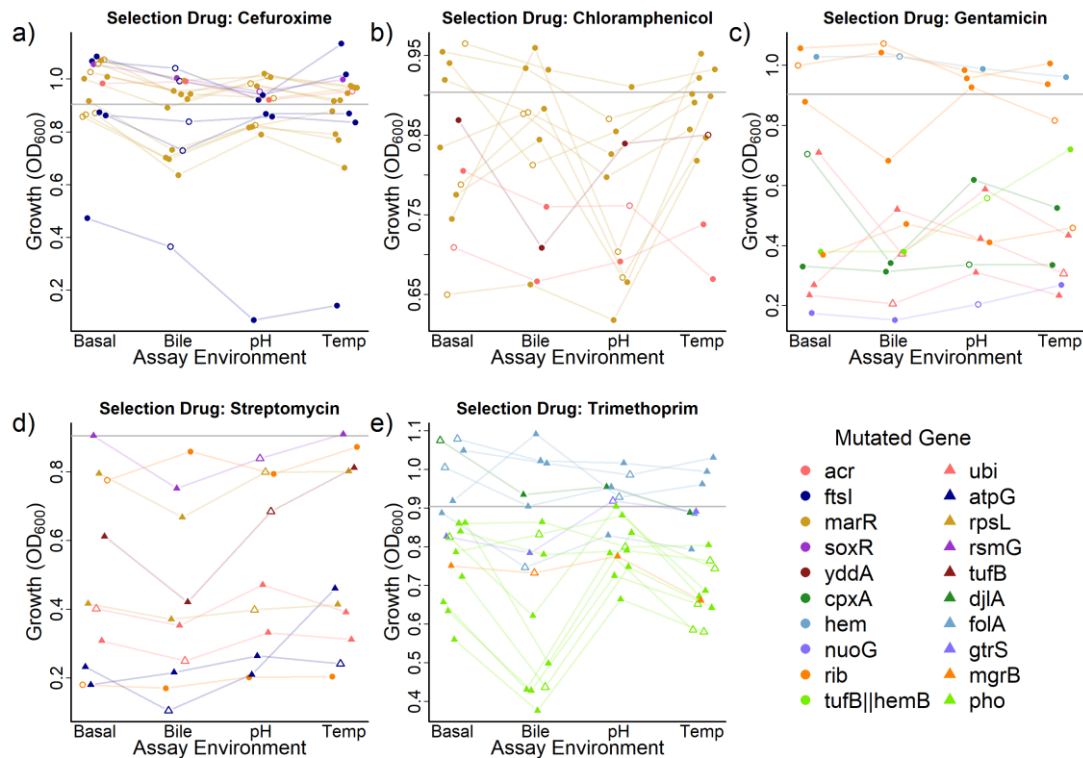 a)
Selection Drug: Cefuroxime
Growth (OD600)
1.0
0.8
0.6
0.4
0.2
Basal Bile pH Temp
Assay Environment
b)
Selection Drug: Chloramphenicol
Growth (OD600)
0.95
0.85
0.75
0.65
Basal Bile pH Temp
Assay Environment
c)
Selection Drug: Gentamicin
Growth (OD600)
1.0
0.8
0.6
0.4
0.2
Basal Bile pH Temp
Assay Environment
d)
Selection Drug: Streptomycin
Growth (OD600)
0.8
0.6
0.4
0.2
Basal Bile pH Temp
Assay Environment
e)
Selection Drug: Trimethoprim
Growth (OD600)
1.1
1.0
0.9
0.8
0.7
0.6
0.5
0.4
Basal Bile pH Temp
Assay Environment
Mutated Gene
acr
ftsI
marR
soxR
yddA
cpxA
hem
nuoG
rib
tufB||hemB
ubi
atpG
rpsL
rsmG
tufB
djlA
folA
gtrS
mgrB
pho